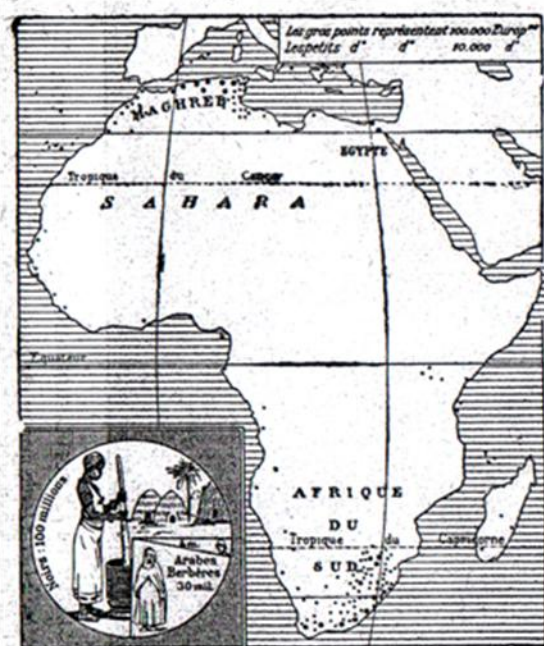 Les gros points représentent 100.000 Europ.ns
Les petits d° d° 10.000 d°
MAGHREB
EGYPTE
Tropique du Cancer
SAHARA
Equateur
AFRIQUE
DU
Tropique du Capricorne
SUD
Noirs: 100 millions
Arabes
Berbères
30 mil.